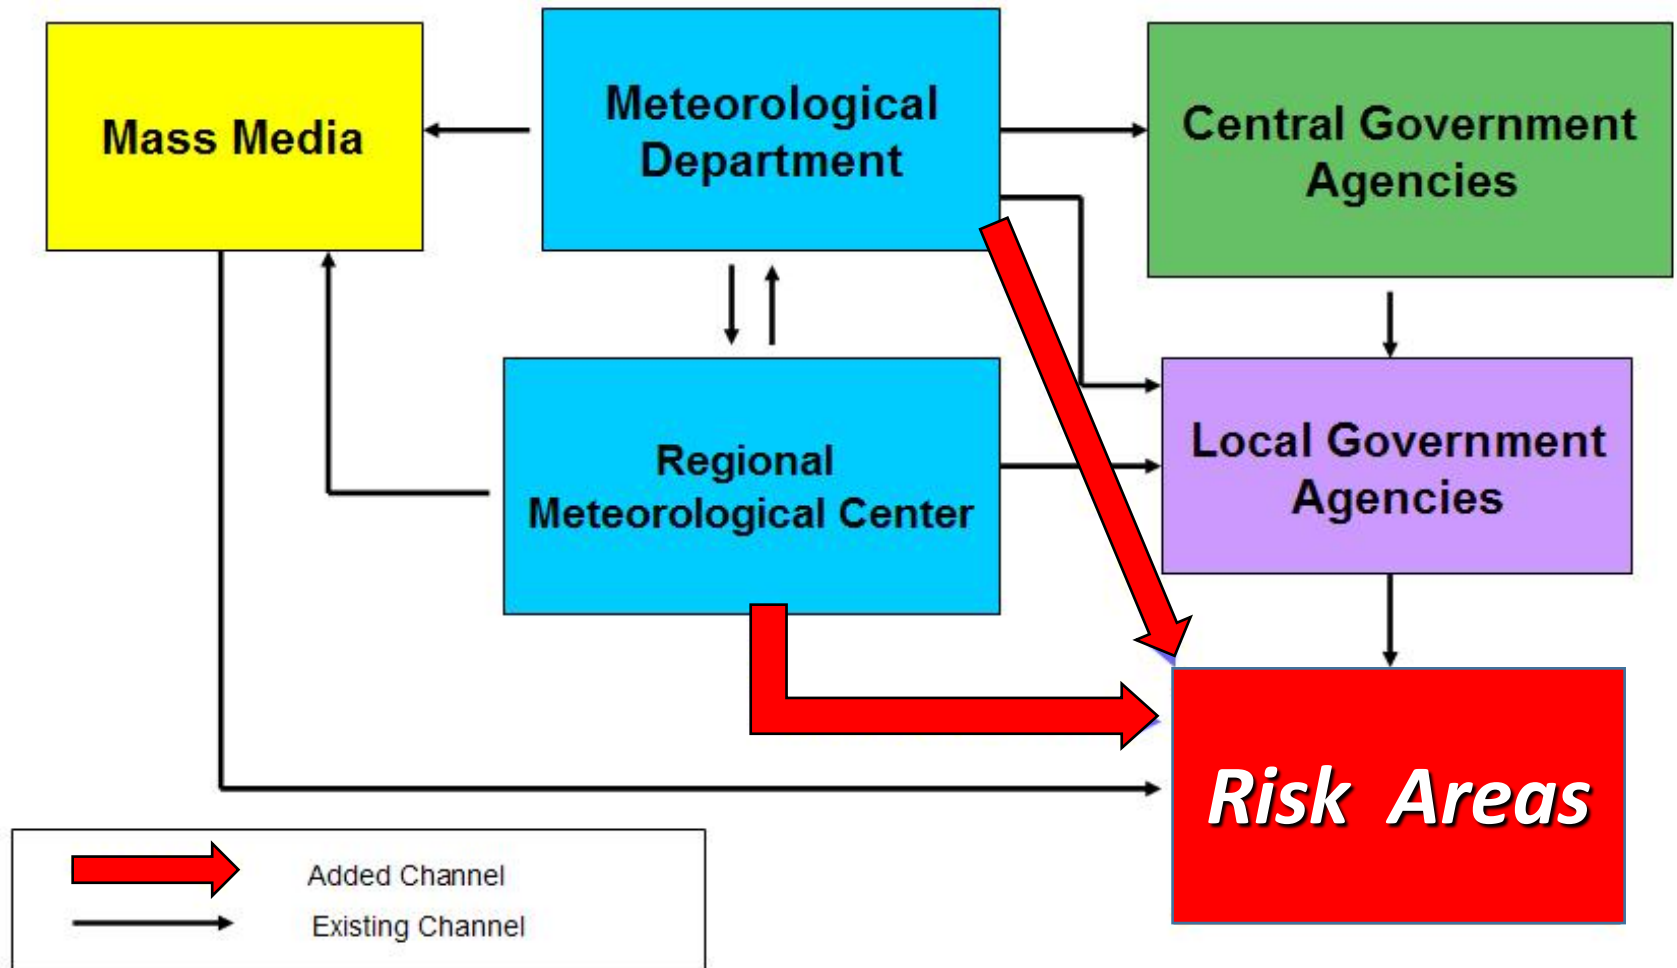 Mass Media
Meteorological
Department
Central Government
Agencies
Regional
Meteorological Center
Local Government
Agencies
Risk Areas
Added Channel
Existing Channel